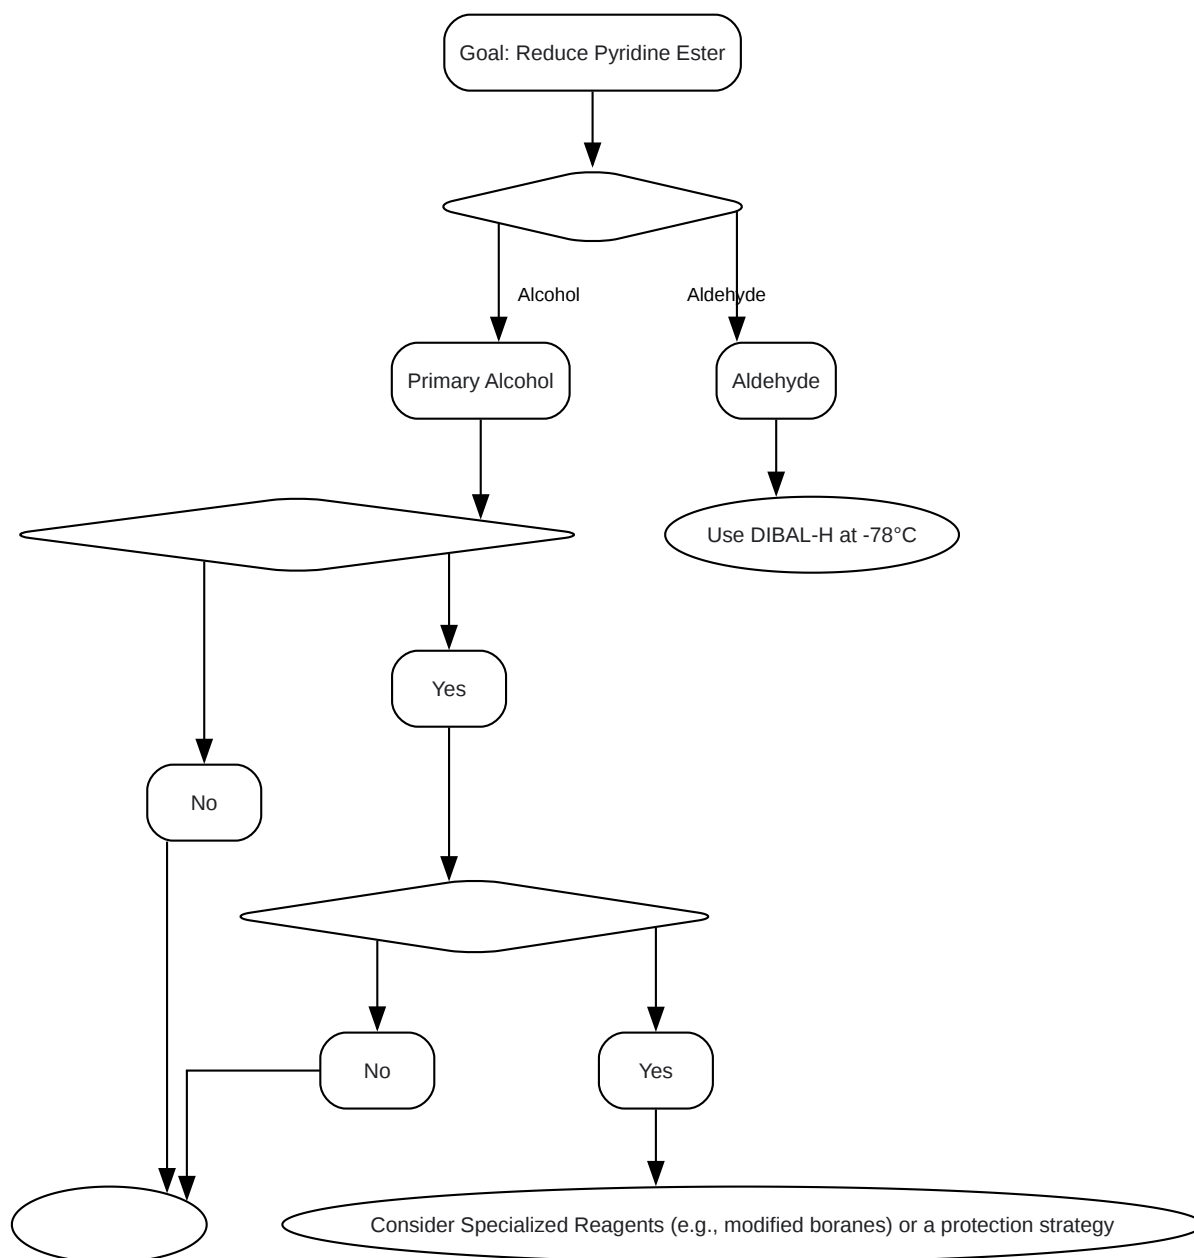 Goal: Reduce Pyridine Ester
Alcohol
Aldehyde
Primary Alcohol
Aldehyde
Use DIBAL-H at -78°C
Yes
No
No
Yes
Consider Specialized Reagents (e.g., modified boranes) or a protection strategy